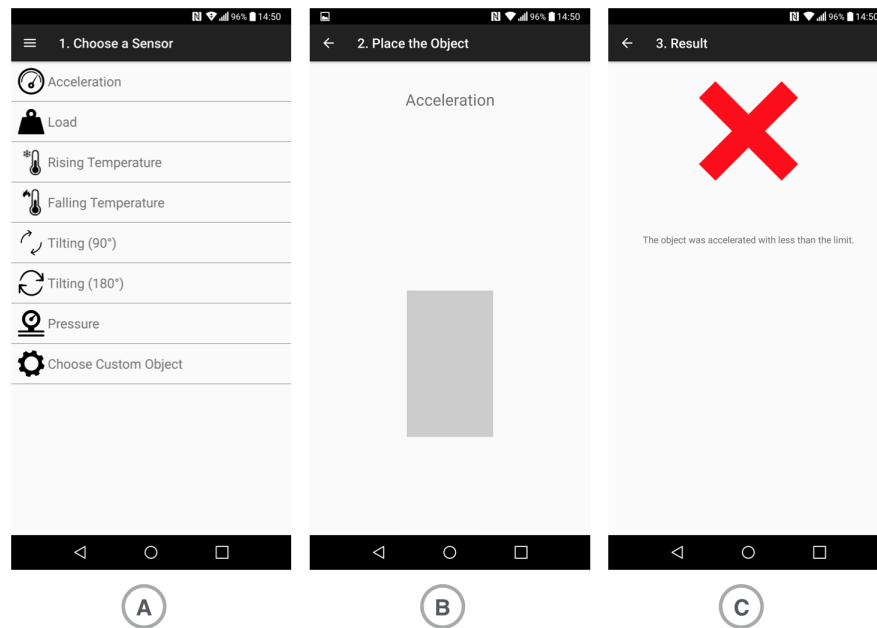 96% 14:50
1. Choose a Sensor
Acceleration
Load
Rising Temperature
Falling Temperature
Tilting (90°)
Tilting (180°)
Pressure
Choose Custom Object
A
96% 14:50
2. Place the Object
Acceleration
B
96% 14:50
3. Result
The object was accelerated with less than the limit.
C